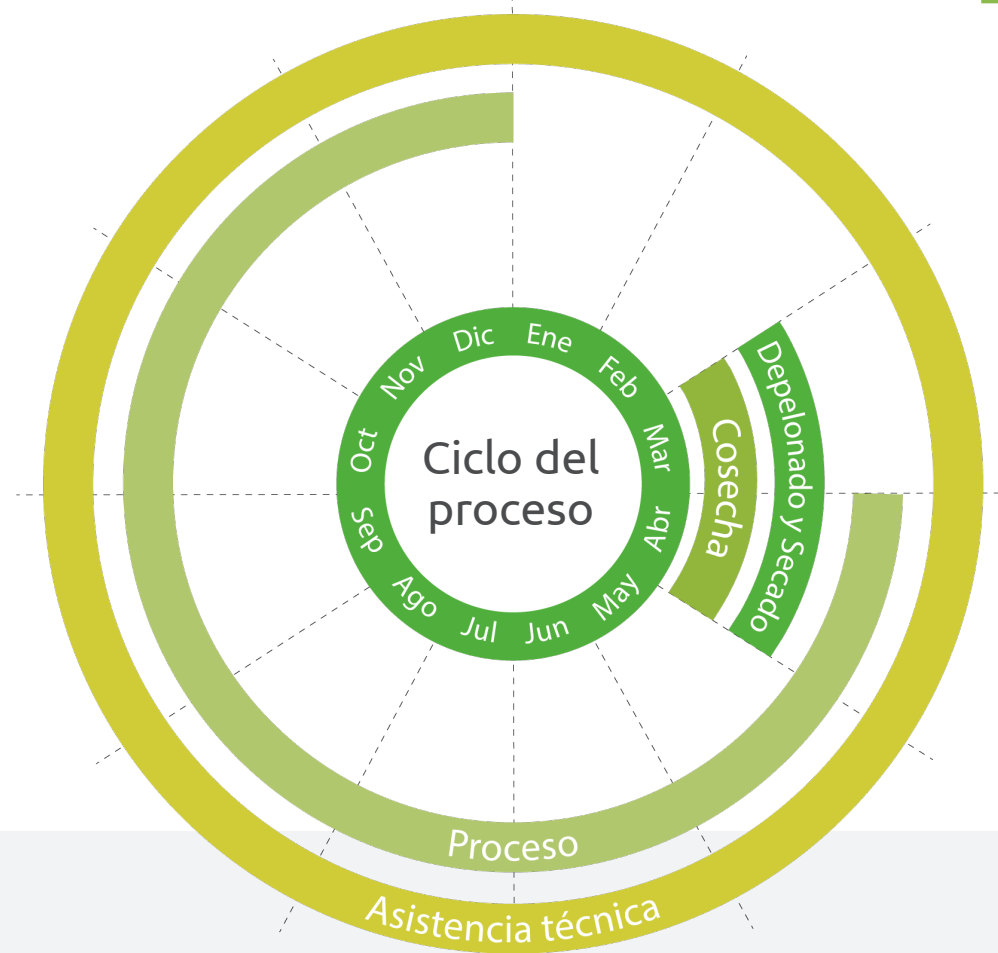 Ciclo del
proceso
Ene
Feb
Mar
Abr
May
Jun
Jul
Ago
Sep
Oct
Nov
Dic
Cosecha
Depelonado y Secado
Proceso
Asistencia técnica